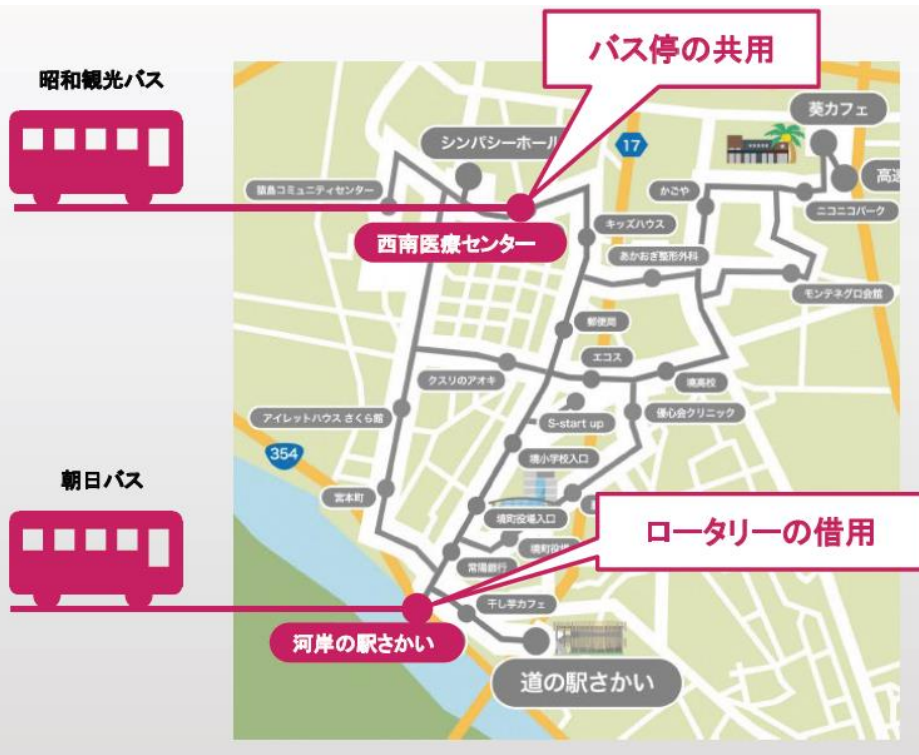 バス停の共用
昭和観光バス
葵カフェ
シンパシーホール
17
高速
猿島コミュニティセンター
かごや
ニコニコパーク
西南医療センター
キッズハウス
あかおぎ整形外科
モンテネグロ会館
郵便局
エコス
クスリのアオキ
境高校
アイレットハウス さくら館
S-start up
優心会クリニック
354
境小学校入口
朝日バス
宮本町
境町役場入口
ロータリーの借用
境町役場
常陽銀行
干し芋カフェ
河岸の駅さかい
道の駅さかい